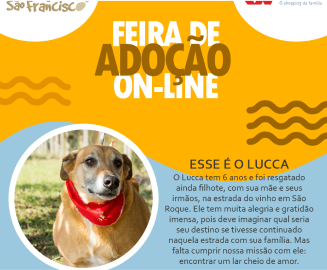 São Francisco
O shopping da família
FEIRA DE
ADOÇÃO
ON-LINE
ESSE É O LUCCA
O Lucca tem 6 anos e foi resgatado
ainda filhote, com sua mãe e seus
irmãos, na estrada do vinho em São
Roque. Ele tem muita alegria e gratidão
imensa, pois deve imaginar qual seria
seu destino se tivesse continuado
naquela estrada com sua família. Mas
falta cumprir nossa missão com ele:
encontrar um lar cheio de amor.